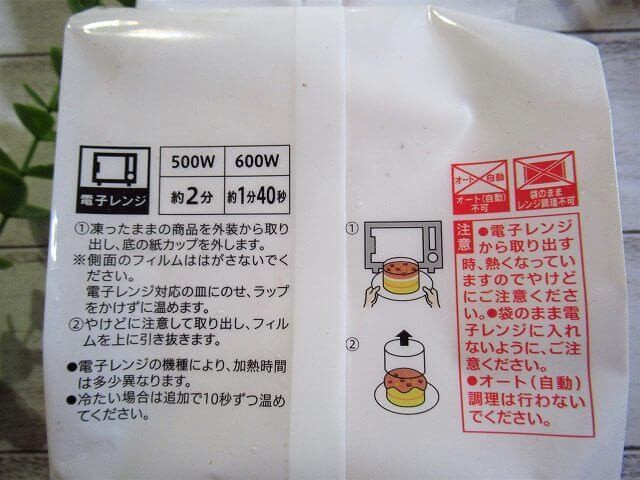 500W 600W
電子レンジ 約2分 約1分40秒
①凍ったままの商品を外装から取り
出し、底の紙カップを外します。
※側面のフィルムははがさないでく
ださい。
電子レンジ対応の皿にのせ、ラップ
をかけずに温めます。
②やけどに注意して取り出し、フィル
ムを上に引き抜きます。
●電子レンジの機種により、加熱時間
は多少異なります。
●冷たい場合は追加で10秒ずつ温め
てください。
①
②
オート 自動
オート(自動)
不可
袋のまま
レンジ調理不可
注意
●電子レンジ
から取り出す
時、熱くなってい
ますのでやけど
にご注意くださ
い。●袋のまま電
子レンジに入れ
ないように、ご注
意ください。
●オート(自動)
調理は行わない
でください。